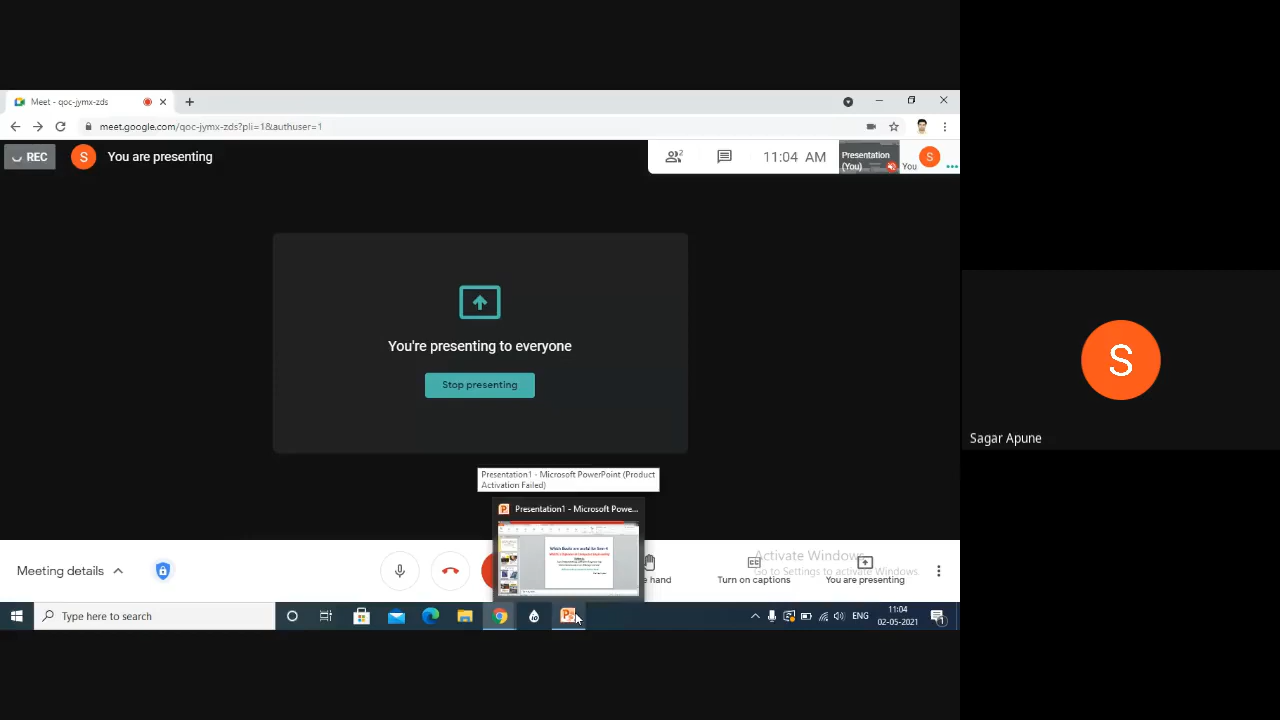 Meet - qoc-jymx-zds
meet.google.com/qoc-jymx-zds?pli=1&authuser=1
REC
S
You are presenting
2
11:04 AM
Presentation
(You)
You
S
You're presenting to everyone
Stop presenting
S
Sagar Apune
Presentation1 - Microsoft PowerPoint (Product
Activation Failed)
Presentation1 - Microsoft Powe...
Meeting details
hand
Turn on captions
You are presenting
Activate Windows
Go to Settings to activate Windows.
Type here to search
ENG
11:04
02-05-2021
1